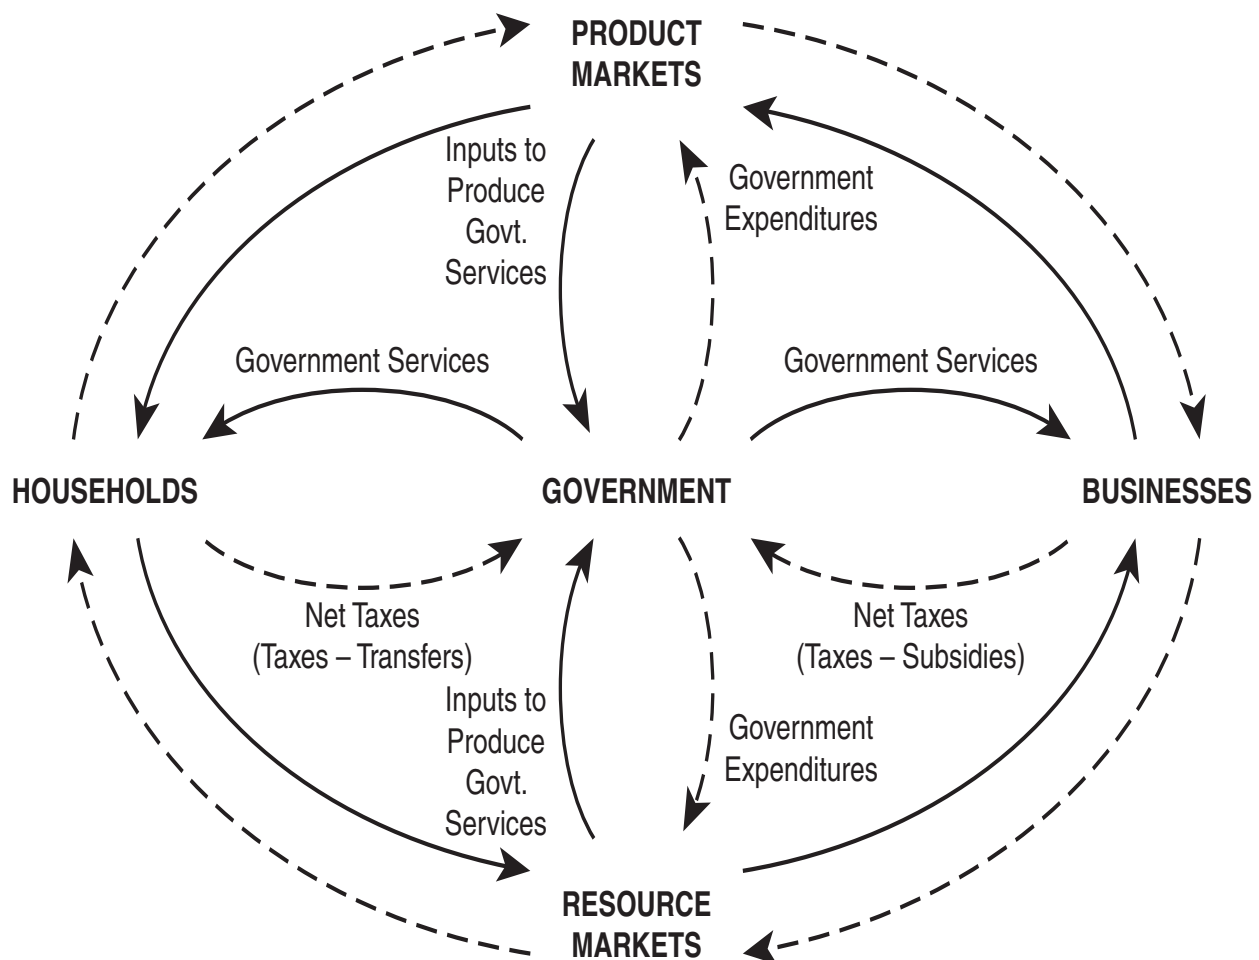 PRODUCT
MARKETS
Inputs to
Produce
Govt.
Services
Government
Expenditures
Government Services
Government Services
HOUSEHOLDS
GOVERNMENT
BUSINESSES
Net Taxes
(Taxes – Transfers)
Net Taxes
(Taxes – Subsidies)
Inputs to
Produce
Govt.
Services
Government
Expenditures
RESOURCE
MARKETS